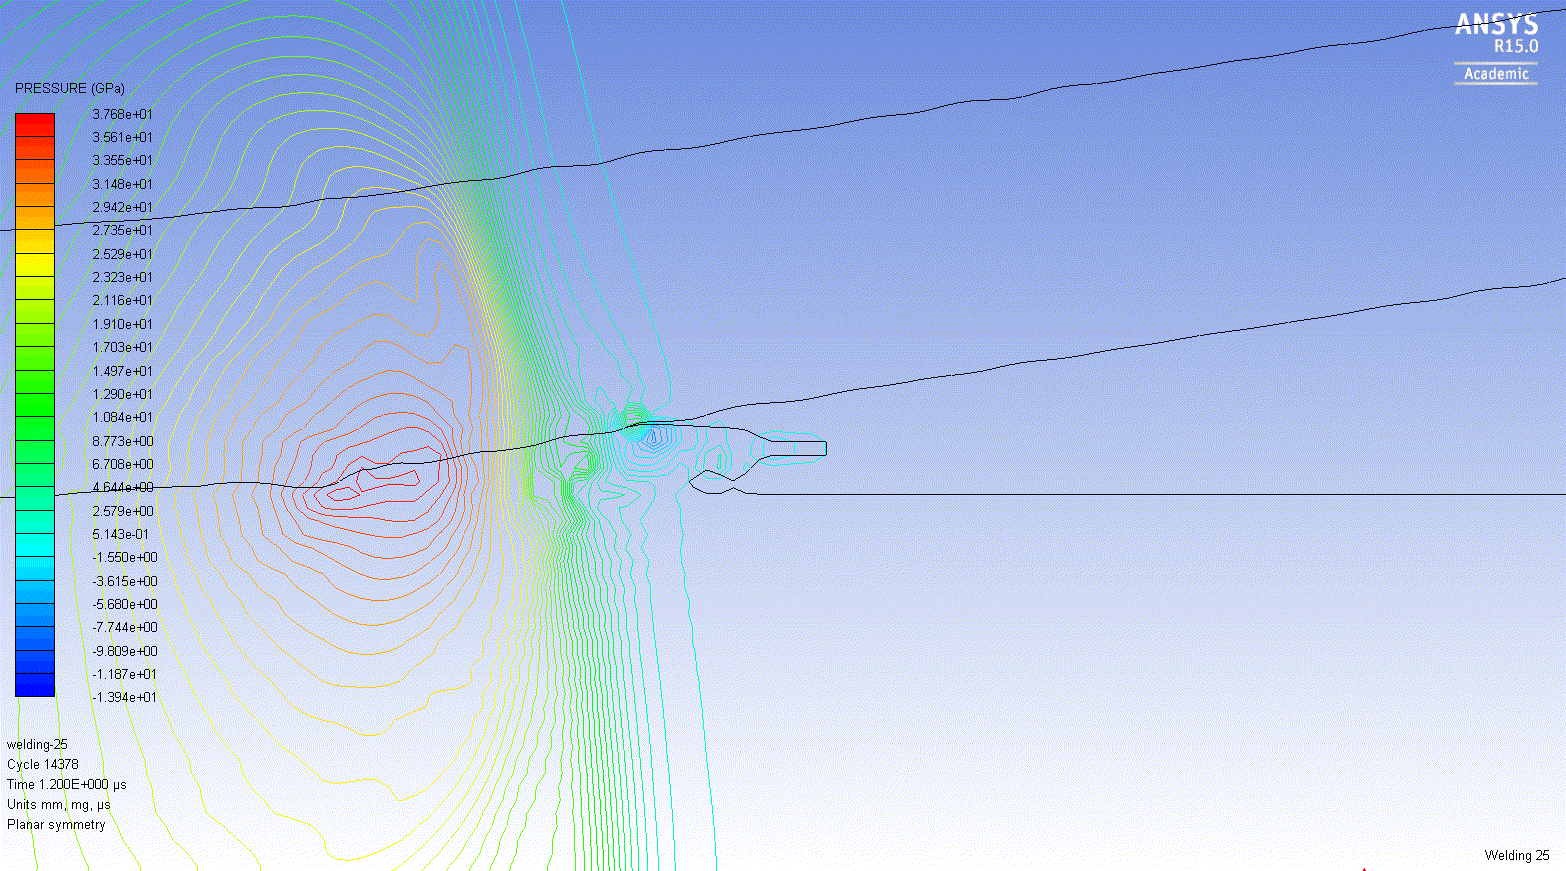 ANSYS
R15.0
Academic
PRESSURE (GPa)
3.768e+01
3.561e+01
3.355e+01
3.148e+01
2.942e+01
2.735e+01
2.529e+01
2.323e+01
2.116e+01
1.910e+01
1.703e+01
1.497e+01
1.290e+01
1.084e+01
8.773e+00
6.708e+00
4.644e+00
2.579e+00
5.143e-01
-1.550e+00
-3.615e+00
-5.680e+00
-7.744e+00
-9.809e+00
-1.187e+01
-1.394e+01
welding-25
Cycle 14378
Time 1.200E+000 µs
Units mm, mg, µs
Planar symmetry
Welding 25